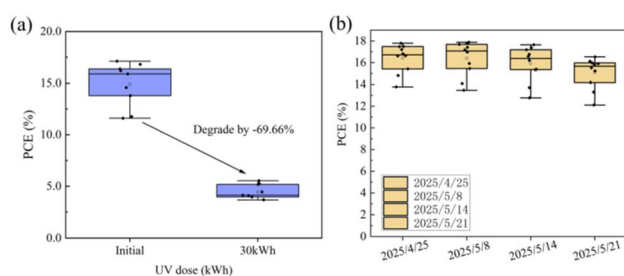 (a)
20.0
15.0
10.0
5.0
0.0
PCE (%)
Degrade by -69.66%
Initial 30kWh
UV dose (kWh)
(b)
18
16
14
12
10
8
6
4
2
0
PCE (%)
2025/4/25
2025/5/8
2025/5/14
2025/5/21
2025/4/25 2025/5/8 2025/5/14 2025/5/21